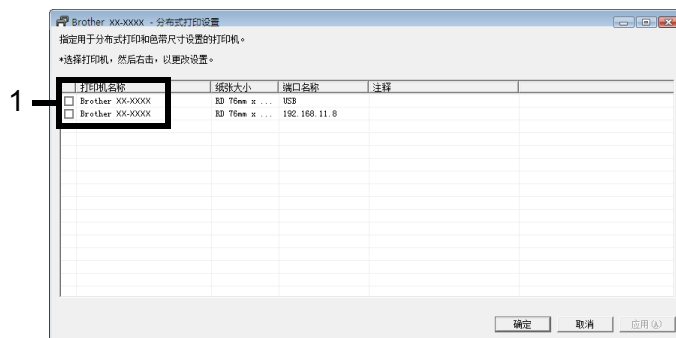 Brother XX-XXXX - 分布式打印设置
指定用于分布式打印和色带尺寸设置的打印机。
*选择打印机，然后右击，以更改设置。
打印机名称 纸张大小 端口名称 注释
1
Brother XX-XXXX RD 76mm x ... USB
Brother XX-XXXX RD 76mm x ... 192.168.11.8
确定 取消 应用(A)